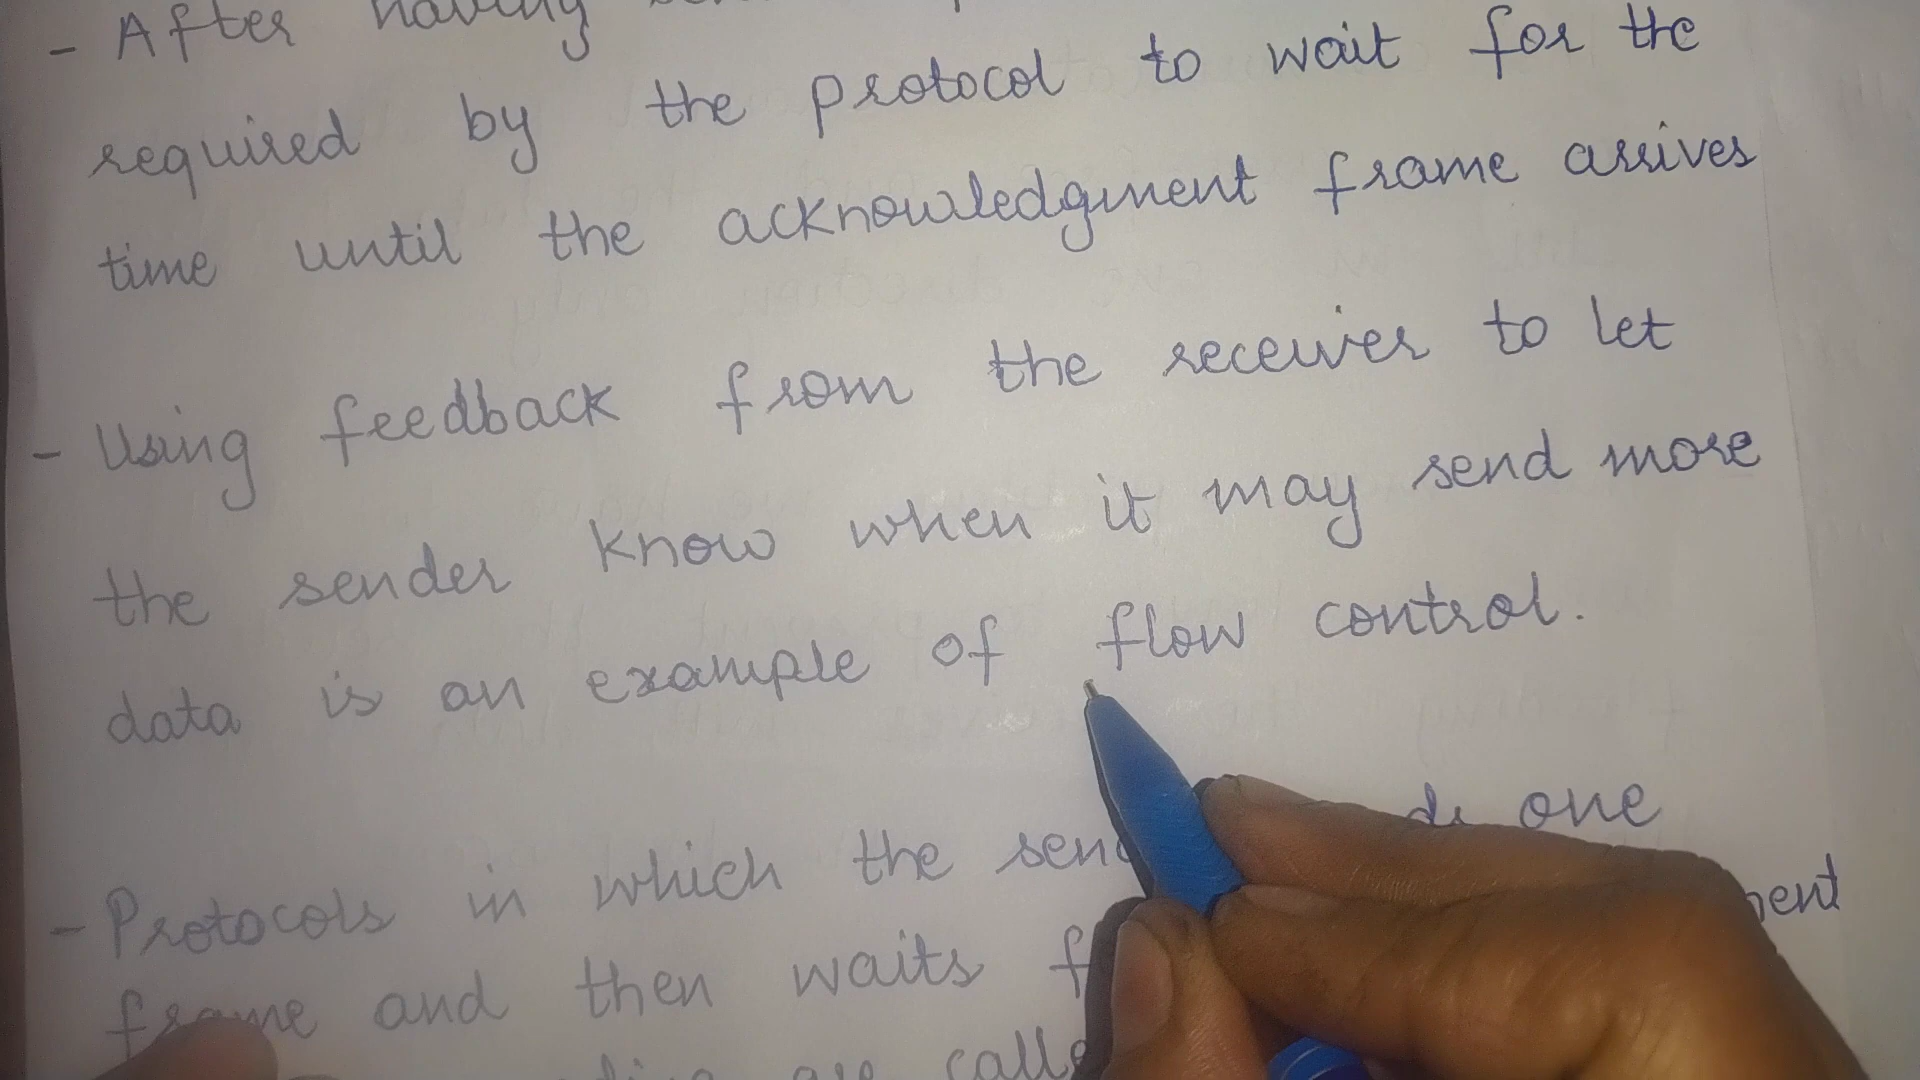 - After having
required by the protocol to wait for the
time until the acknowledgment frame arrives
- Using feedback from the receiver to let
the sender know when it may send more
data is an example of flow control.
- Protocols in which the one
frame and then waits
are